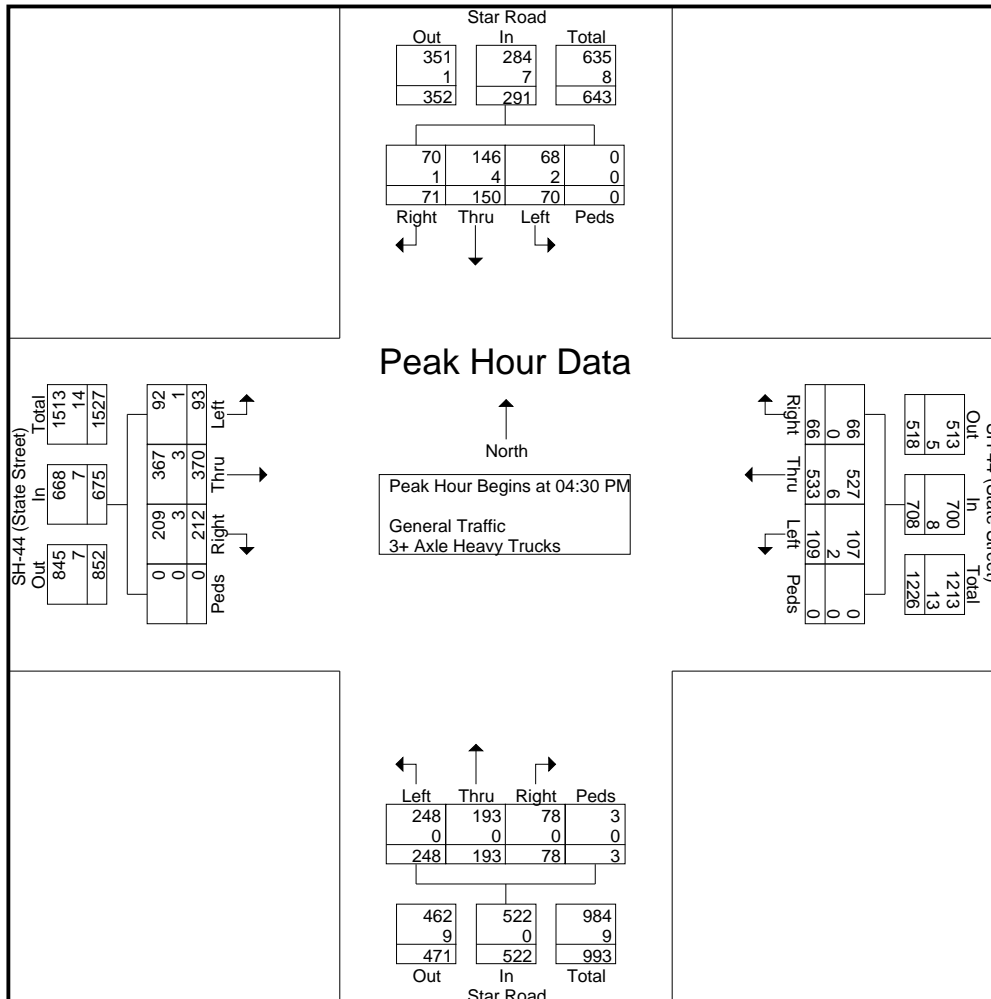 Star Road
Out In Total
351 284 635
1 7 8
352 291 643
70 146 68 0
1 4 2 0
71 150 70 0
Right Thru Left Peds
SH-44 (State Street)
Total In Out
1513 668 845
14 7 7
1527 675 852
92 367 209 0
1 3 3 0
93 370 212 0
Left Thru Right Peds
Peak Hour Data
North
Peak Hour Begins at 04:30 PM
General Traffic
3+ Axle Heavy Trucks
Right Thru Left Peds
66 533 109 0
0 6 2 0
66 527 107 0
SH-44 (State Street)
Out In Total
513 700 1213
5 8 13
518 708 1226
Left Thru Right Peds
248 193 78 3
0 0 0 0
248 193 78 3
462 522 984
9 0 9
471 522 993
Out In Total
Star Road